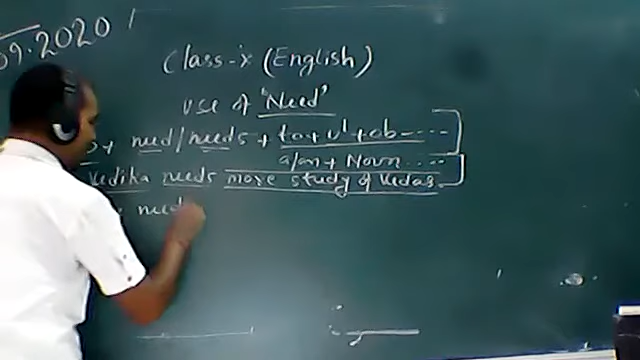 09.2020
Class-x (English)
use of 'Need'
+ need/needs + to + v¹ + ob.....
a/an + Noun....
Vedika needs more study of Vedas.
need